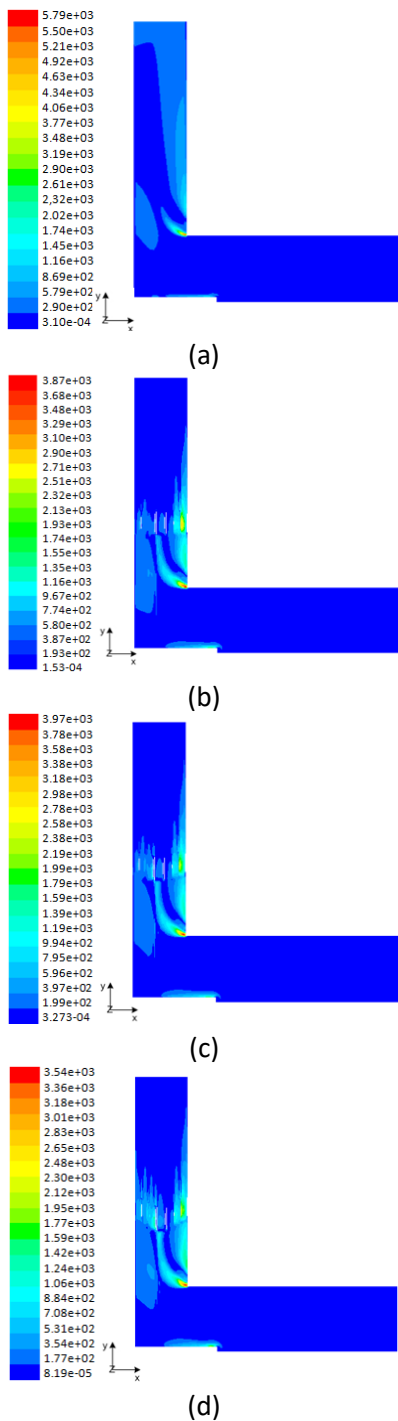 5.79e+03
5.50e+03
5.21e+03
4.92e+03
4.63e+03
4.34e+03
4.06e+03
3.77e+03
3.48e+03
3.19e+03
2.90e+03
2.61e+03
2.32e+03
2.02e+03
1.74e+03
1.45e+03
1.16e+03
8.69e+02
5.79e+02
2.90e+02
3.10e-04
y
Z
x
(a)
3.87e+03
3.68e+03
3.48e+03
3.29e+03
3.10e+03
2.90e+03
2.71e+03
2.51e+03
2.32e+03
2.13e+03
1.93e+03
1.74e+03
1.55e+03
1.35e+03
1.16e+03
9.67e+02
7.74e+02
5.80e+02
3.87e+02
1.93e+02
1.53-04
y
Z
x
(b)
3.97e+03
3.78e+03
3.58e+03
3.38e+03
3.18e+03
2.98e+03
2.78e+03
2.58e+03
2.38e+03
2.19e+03
1.99e+03
1.79e+03
1.59e+03
1.39e+03
1.19e+03
9.94e+02
7.95e+02
5.96e+02
3.97e+02
1.99e+02
3.273-04
y
Z
x
(c)
3.54e+03
3.36e+03
3.18e+03
3.01e+03
2.83e+03
2.65e+03
2.48e+03
2.30e+03
2.12e+03
1.95e+03
1.77e+03
1.59e+03
1.42e+03
1.24e+03
1.06e+03
8.84e+02
7.08e+02
5.31e+02
3.54e+02
1.77e+02
8.19e-05
y
Z
x
(d)